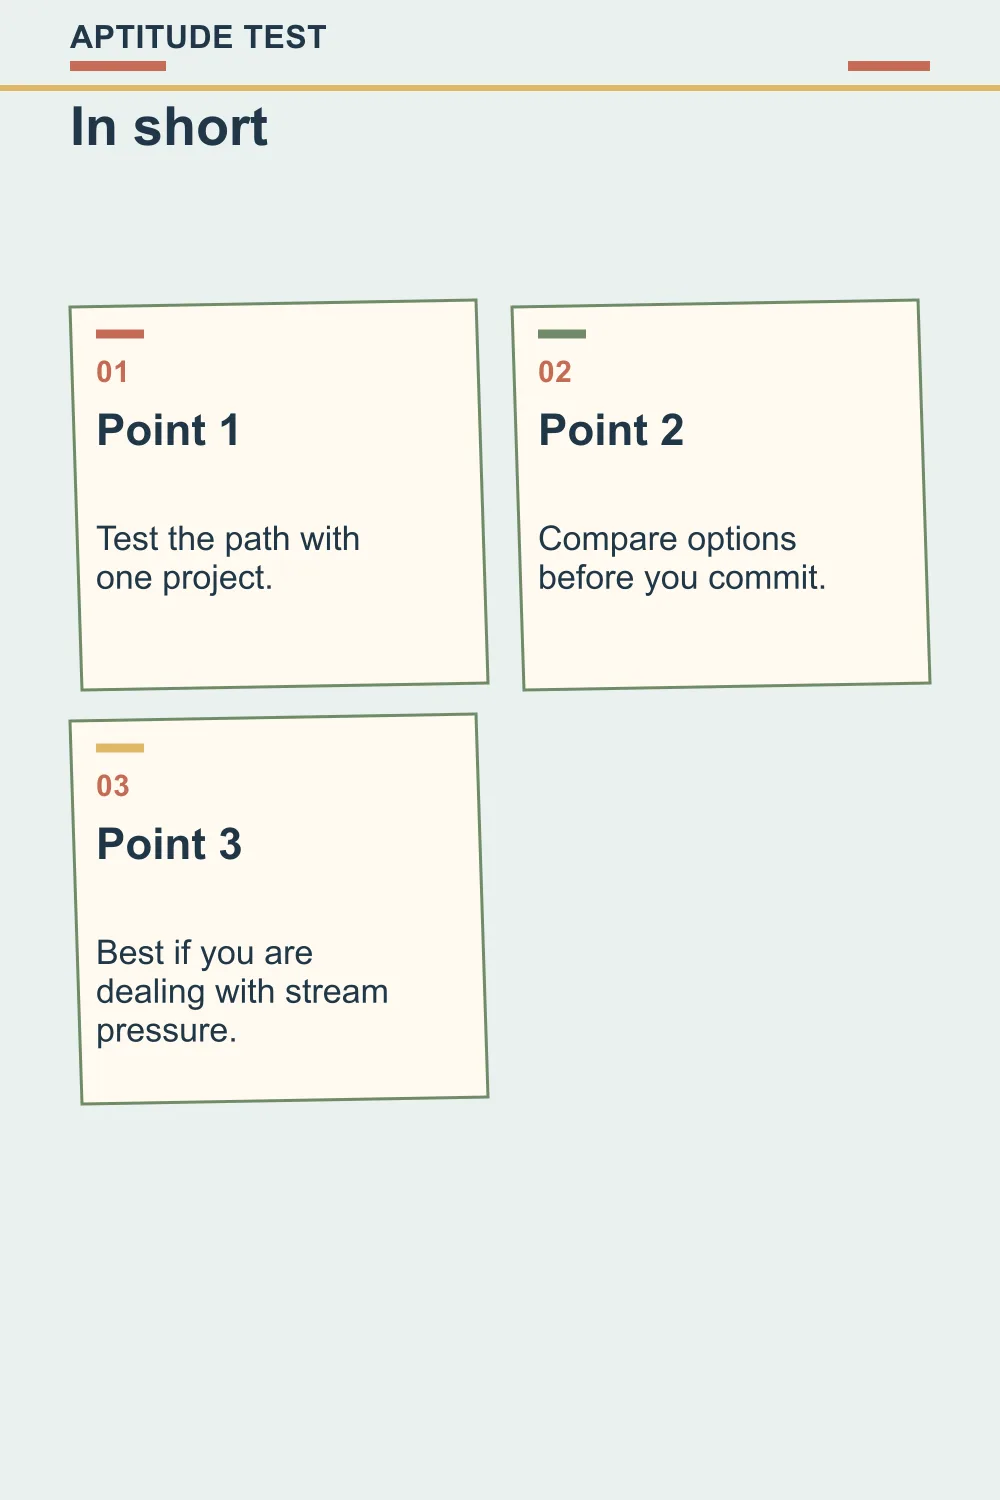 APTITUDE TEST
In short
01
Point 1
Test the path with
one project.
02
Point 2
Compare options
before you commit.
03
Point 3
Best if you are
dealing with stream
pressure.